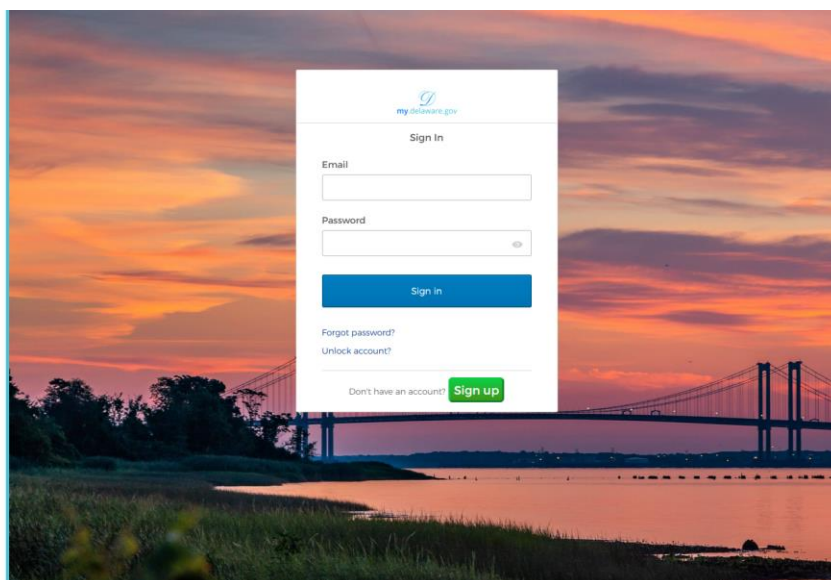 D
my.delaware.gov
Sign In
Email
Password
Sign in
Forgot password?
Unlock account?
Don't have an account? Sign up